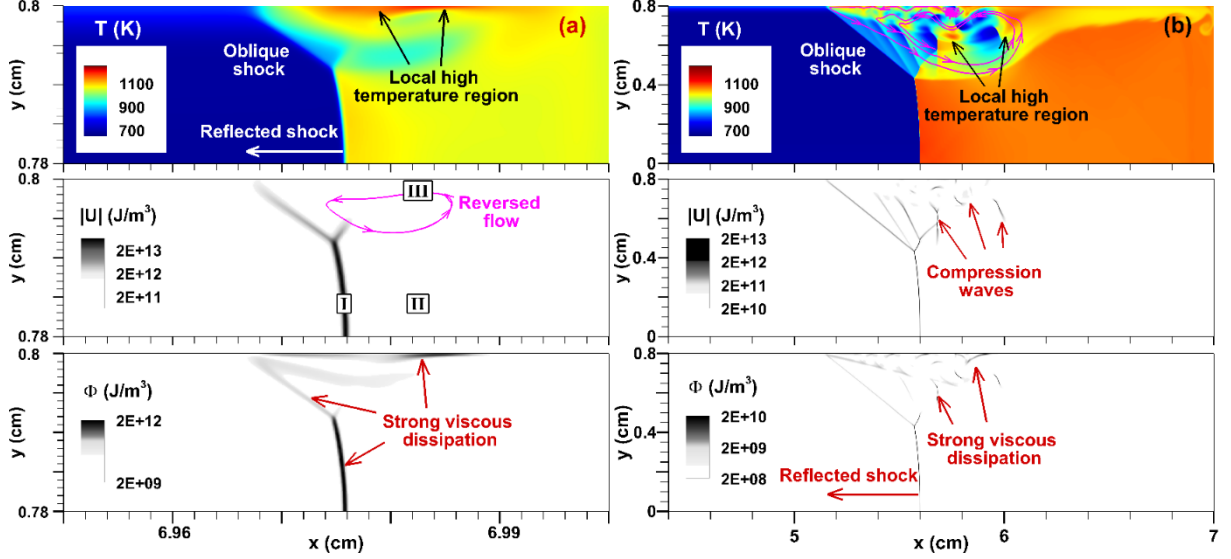 0.8
T (K)
1100
900
700
Oblique
shock
Local high
temperature region
Reflected shock
(a)
y (cm)
0.78
0.8
T (K)
1100
900
700
Oblique
shock
Local high
temperature region
(b)
y (cm)
0.4
0
0.8
|U| (J/m³)
2E+13
2E+12
2E+11
III
Reversed
flow
I
II
y (cm)
0.78
0.8
|U| (J/m³)
2E+13
2E+12
2E+11
2E+10
Compression
waves
y (cm)
0.4
0
0.8
Φ (J/m³)
2E+12
2E+09
Strong viscous
dissipation
y (cm)
0.78
6.96
6.99
x (cm)
0.8
Φ (J/m³)
2E+10
2E+09
2E+08
Strong viscous
dissipation
Reflected shock
y (cm)
0.4
0
5
6
7
x (cm)